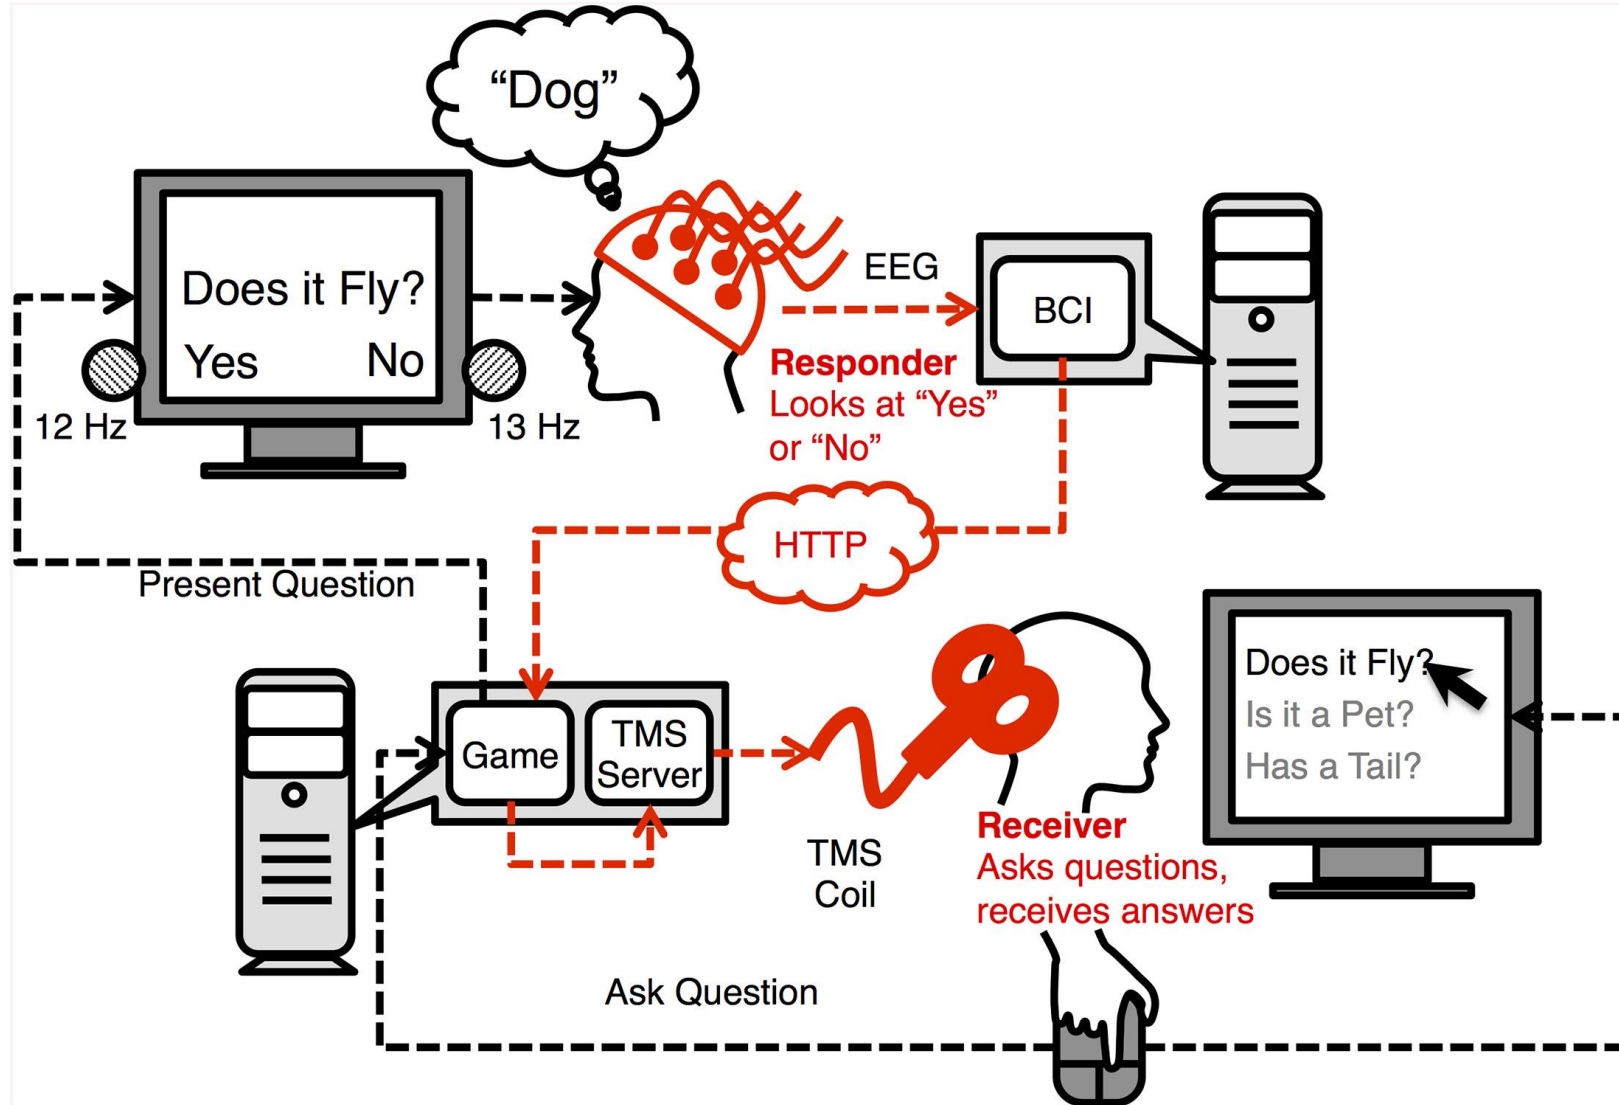 “Dog”
Does it Fly?
Yes No
12 Hz
13 Hz
EEG
BCI
Responder
Looks at “Yes”
or “No”
HTTP
Present Question
Game
TMS
Server
TMS
Coil
Receiver
Asks questions,
receives answers
Does it Fly?
Is it a Pet?
Has a Tail?
Ask Question